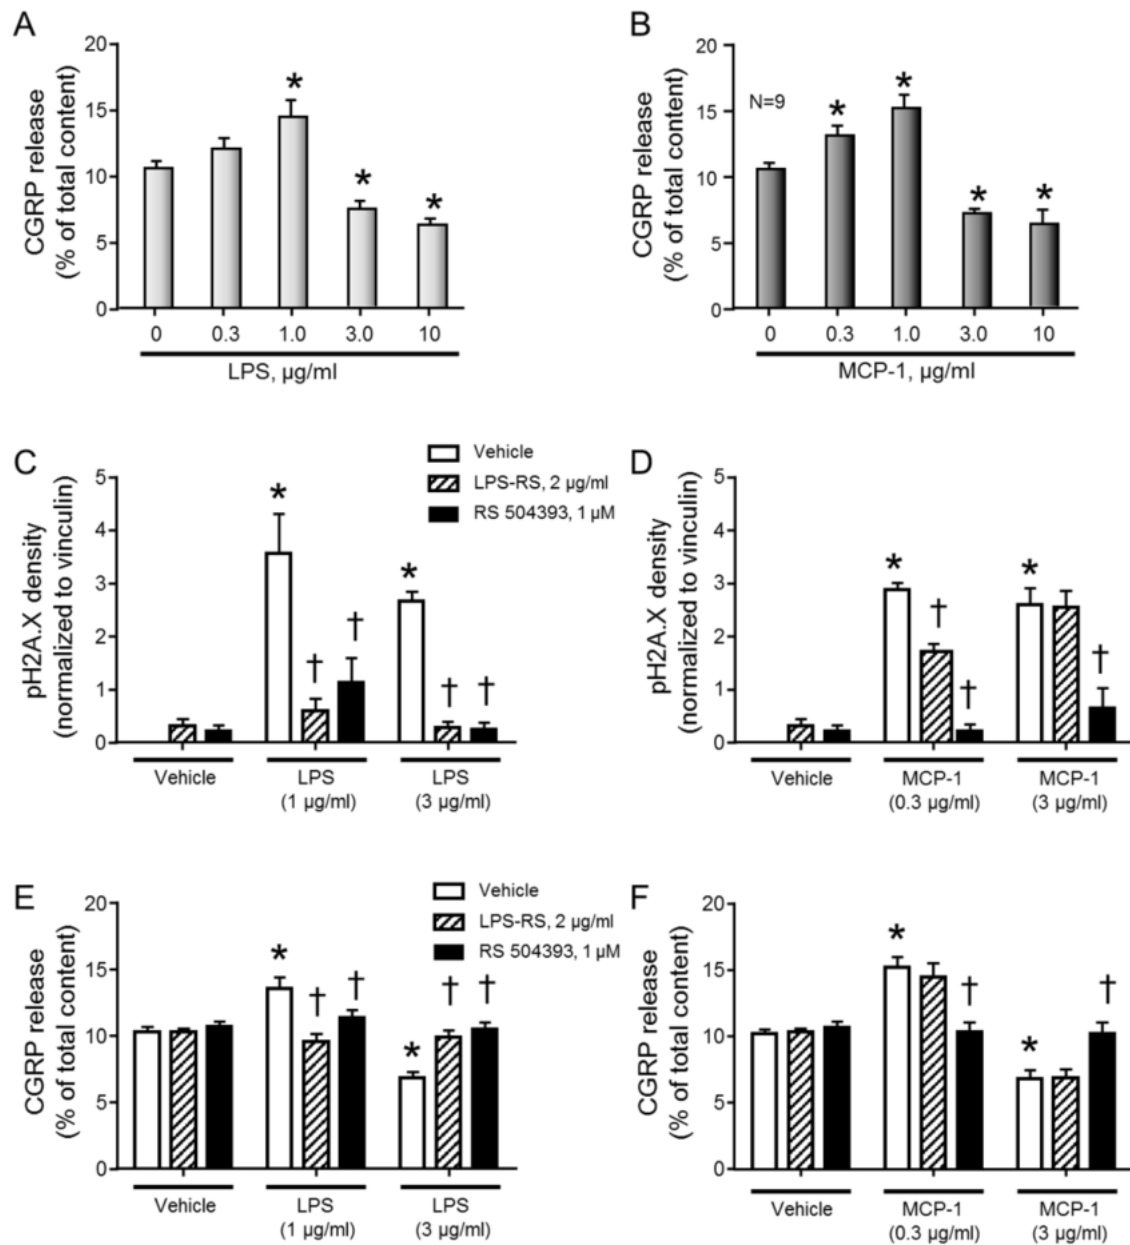 A
CGRP release
(% of total content)
20
15
10
5
0
*
*
*
0 0.3 1.0 3.0 10
LPS, µg/ml
B
CGRP release
(% of total content)
20
15
10
5
0
N=9
*
*
*
*
0 0.3 1.0 3.0 10
MCP-1, µg/ml
C
pH2A.X density
(normalized to vinculin)
5
4
3
2
1
0
Vehicle
LPS-RS, 2 µg/ml
RS 504393, 1 µM
*
†
†
*
†
†
Vehicle
LPS
(1 µg/ml)
LPS
(3 µg/ml)
D
pH2A.X density
(normalized to vinculin)
5
4
3
2
1
0
*
†
†
*
†
Vehicle
MCP-1
(0.3 µg/ml)
MCP-1
(3 µg/ml)
E
CGRP release
(% of total content)
20
15
10
5
0
Vehicle
LPS-RS, 2 µg/ml
RS 504393, 1 µM
*
†
†
*
†
†
Vehicle
LPS
(1 µg/ml)
LPS
(3 µg/ml)
F
CGRP release
(% of total content)
20
15
10
5
0
*
†
*
†
Vehicle
MCP-1
(0.3 µg/ml)
MCP-1
(3 µg/ml)